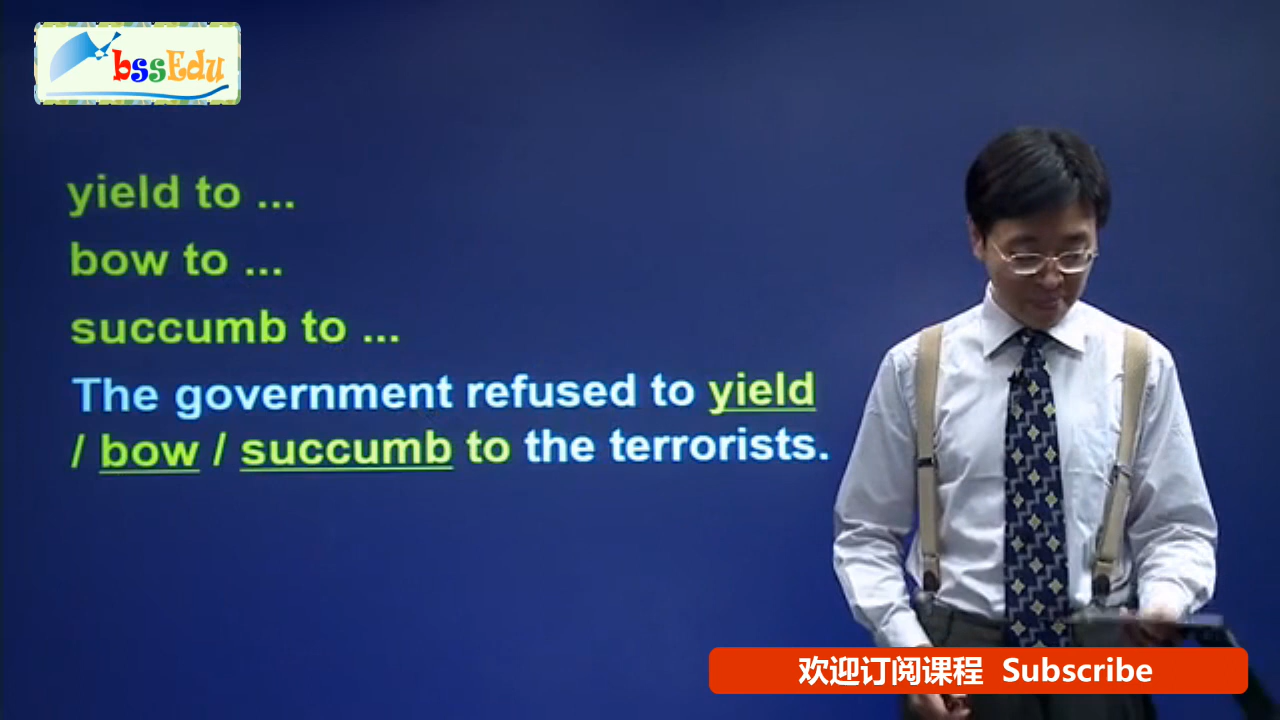 bssEdu
yield to ...
bow to ...
succumb to ...
The government refused to yield
/ bow / succumb to the terrorists.
欢迎订阅课程 Subscribe